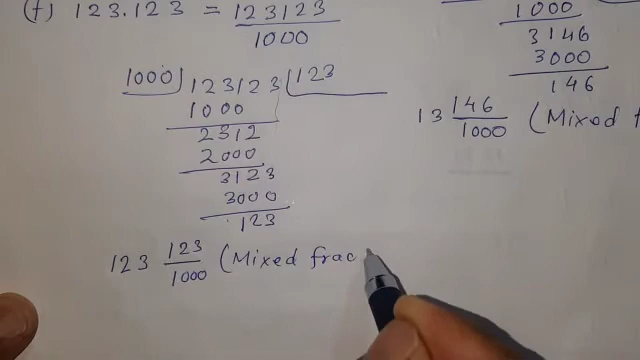 (f) 123.123 = 123123
1000
1000 ) 123123 ( 123
1000
2312
2000
3123
3000
123
123 123/1000 (Mixed frac
1000
3146
3000
146
13 146/1000 (Mixed f